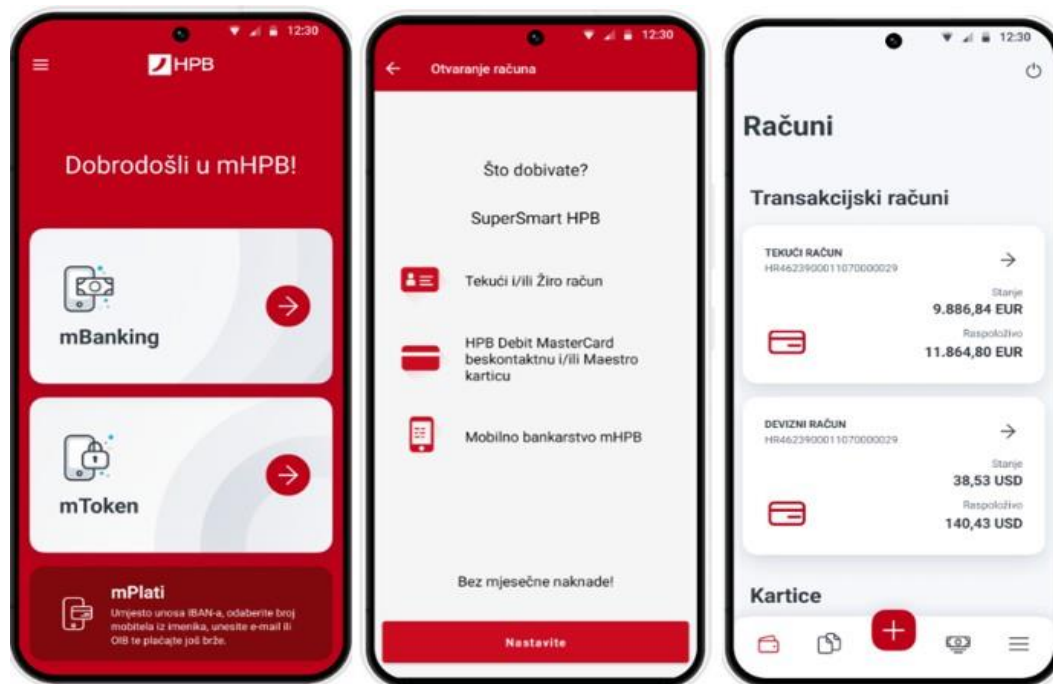 12:30
HPB
Dobrodošli u mHPB!
mBanking
mToken
mPlati
Umjesto unosa IBAN-a, odaberite broj
mobitela iz imenika, unesite e-mail ili
OIB te plaćajte još brže.
12:30
Otvaranje računa
Što dobivate?
SuperSmart HPB
Tekući i/ili Žiro račun
HPB Debit MasterCard
beskontaktnu i/ili Maestro
karticu
Mobilno bankarstvo mHPB
Bez mjesečne naknade!
Nastavite
12:30
Računi
Transakcijski računi
TEKUĆI RAČUN
HR4623900011070000029
Stanje
9.886,84 EUR
Raspoloživo
11.864,80 EUR
DEVIZNI RAČUN
HR4623900011070000029
Stanje
38,53 USD
Raspoloživo
140,43 USD
Kartice